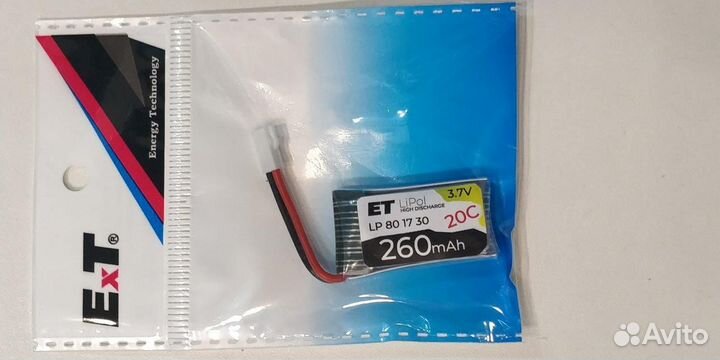 ExT®
Energy Technology
ET LiPol
HIGH DISCHARGE
3.7V
LP 80 17 30
20C
260mAh
Avito